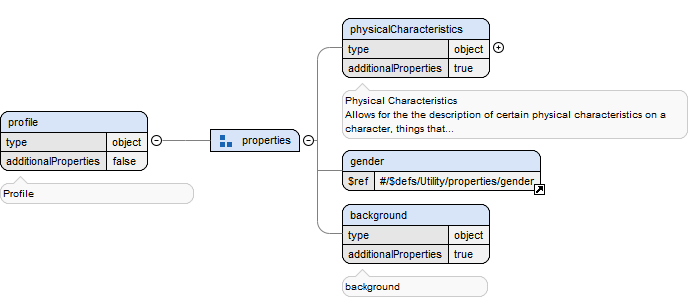 profile
type object
additionalProperties false
Profile
properties
physicalCharacteristics
type object
additionalProperties true
Physical Characteristics
Allows for the the description of certain physical characteristics on a
character, things that...
gender
$ref #/$defs/Utility/properties/gender
background
type object
additionalProperties true
background